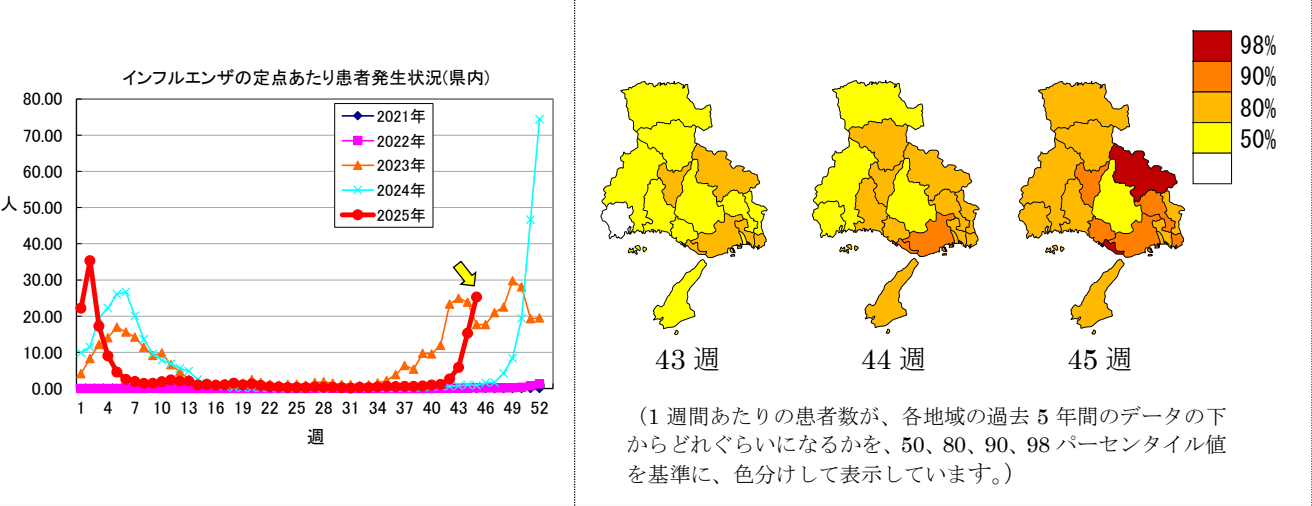 インフルエンザの定点あたり患者発生状況(県内)
80.00
70.00
60.00
50.00
40.00
30.00
20.00
10.00
0.00
人
2021年
2022年
2023年
2024年
2025年
1 4 7 10 13 16 19 22 25 28 31 34 37 40 43 46 49 52
週
98%
90%
80%
50%
43 週
44 週
45 週
（1 週間あたりの患者数が、各地域の過去 5 年間のデータの下
からどれぐらいになるかを、50、80、90、98 パーセンタイル値
を基準に、色分けして表示しています。）